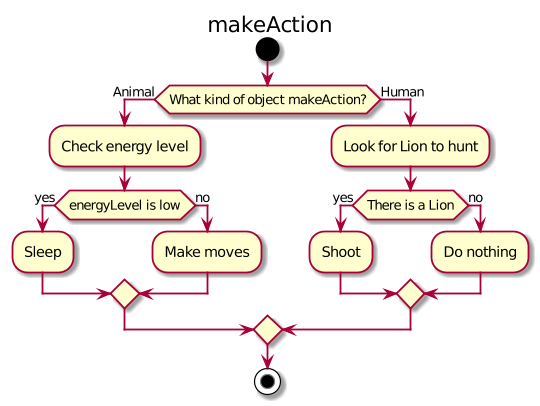 makeAction
Animal
What kind of object makeAction?
Human
Check energy level
Look for Lion to hunt
yes
energyLevel is low
no
yes
There is a Lion
no
Sleep
Make moves
Shoot
Do nothing